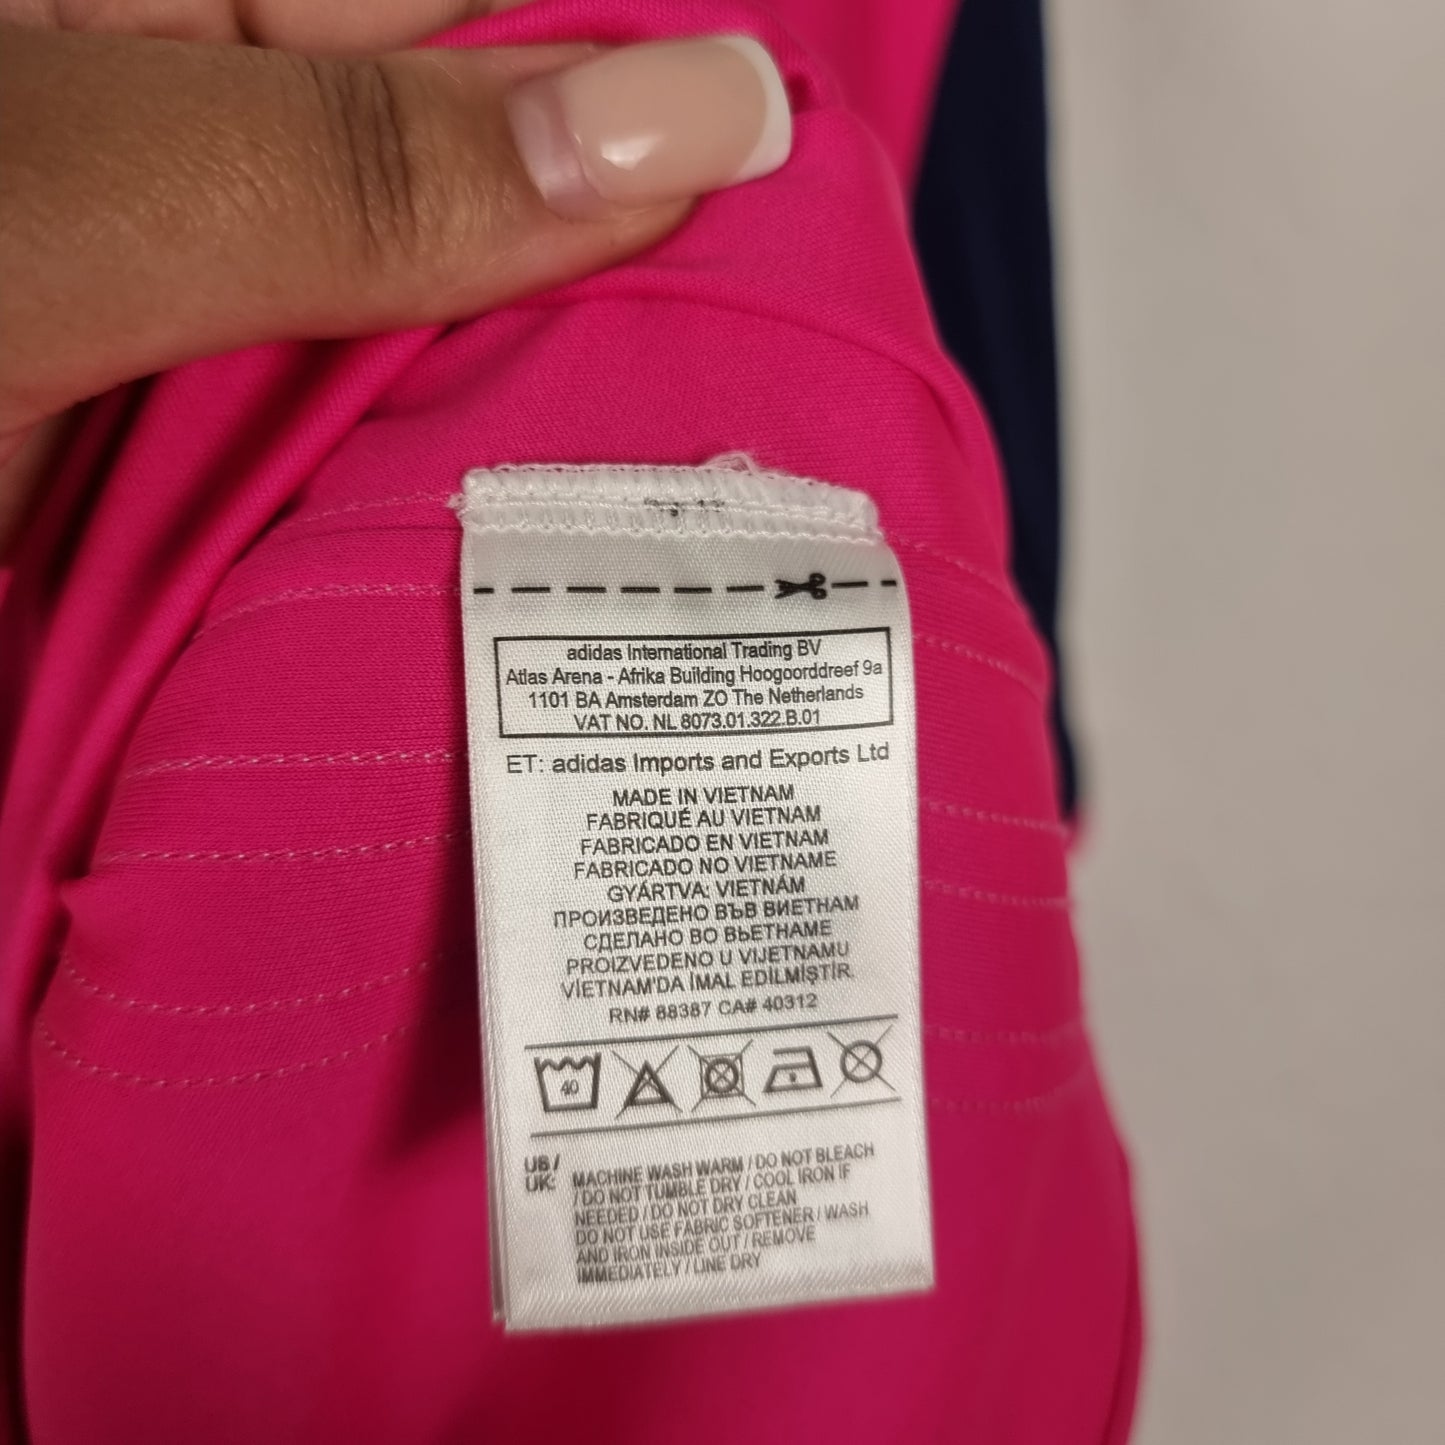 adidas International Trading BV
Atlas Arena - Afrika Building Hoogoorddreef 9a
1101 BA Amsterdam ZO The Netherlands
VAT NO. NL 8073.01.322.B.01
ET: adidas Imports and Exports Ltd
MADE IN VIETNAM
FABRIQUÉ AU VIETNAM
FABRICADO EN VIETNAM
FABRICADO NO VIETNAME
GYÁRTVA: VIETNÁM
ПРОИЗВЕДЕНО ВЪВ ВИЕТНАМ
СДЕЛАНО ВО ВЬЕТНАМЕ
PROIZVEDENO U VIJETNAMU
VİETNAM'DA İMAL EDİLMİŞTİR.
RN# 88387 CA# 40312
40
US /
UK:
MACHINE WASH WARM / DO NOT BLEACH
/ DO NOT TUMBLE DRY / COOL IRON IF
NEEDED / DO NOT DRY CLEAN
DO NOT USE FABRIC SOFTENER / WASH
AND IRON INSIDE OUT / REMOVE
IMMEDIATELY / LINE DRY